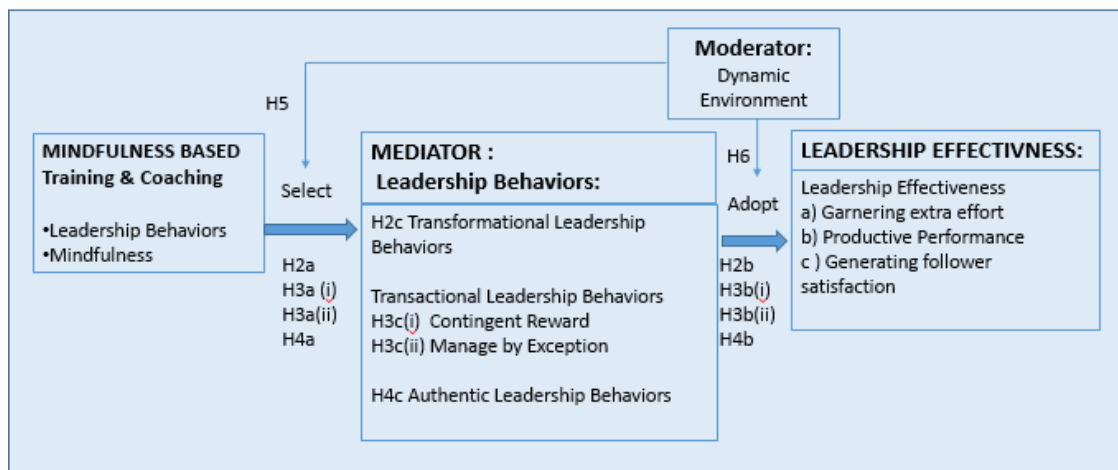 Moderator:
Dynamic
Environment
H5
MINDFULNESS BASED
Training & Coaching
•Leadership Behaviors
•Mindfulness
Select
H2a
H3a (i)
H3a(ii)
H4a
MEDIATOR :
Leadership Behaviors:
H2c Transformational Leadership
Behaviors
Transactional Leadership Behaviors
H3c(i) Contingent Reward
H3c(ii) Manage by Exception
H4c Authentic Leadership Behaviors
H6
Adopt
H2b
H3b(i)
H3b(ii)
H4b
LEADERSHIP EFFECTIVNESS:
Leadership Effectiveness
a) Garnering extra effort
b) Productive Performance
c ) Generating follower
satisfaction